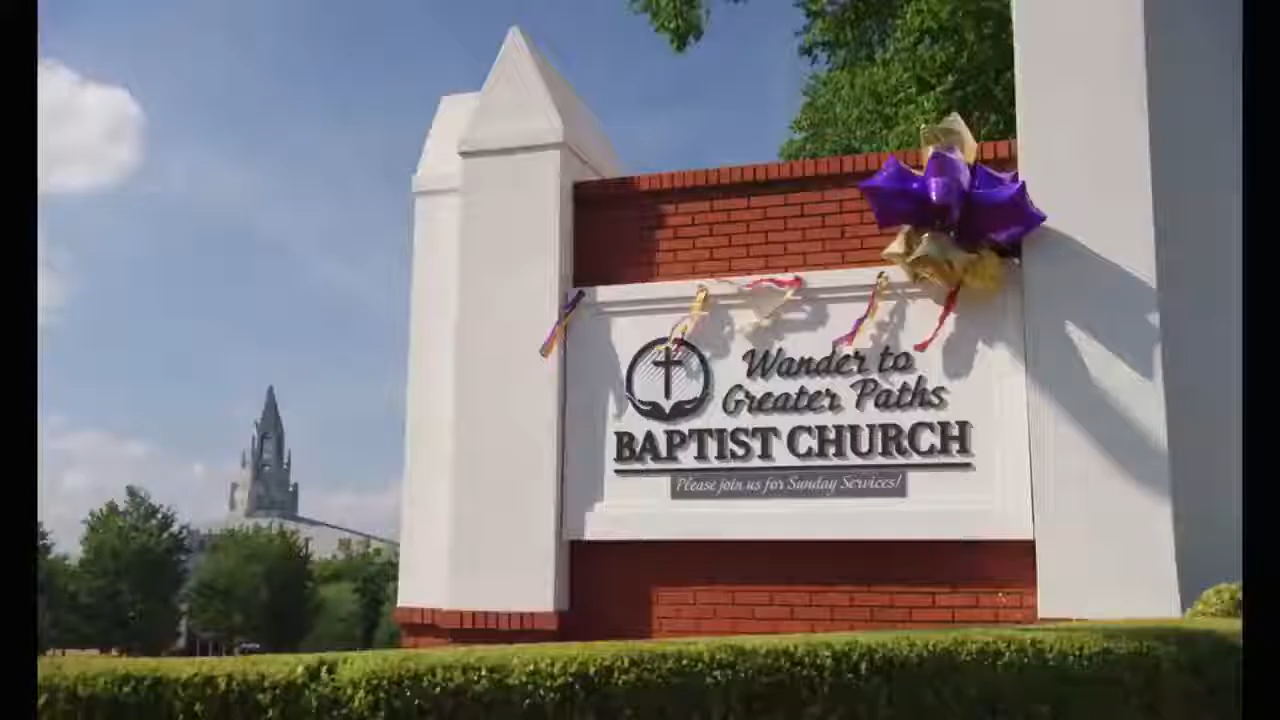 Wander to
Greater Paths
BAPTIST CHURCH
Please join us for Sunday Services!